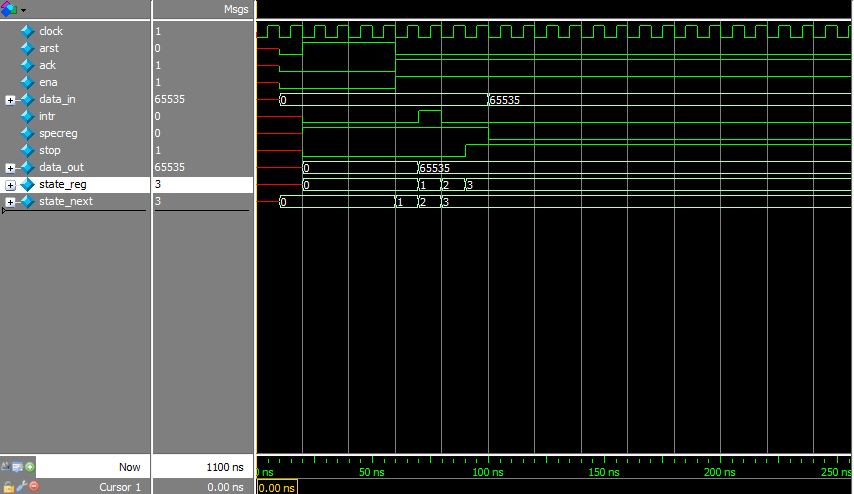 Msgs
clock 1
arst 0
ack 1
ena 1
data_in 65535 0 65535
intr 0
specreg 0
stop 1
data_out 65535 0 65535
state_reg 3 0 1 2 3
state_next 3 0 1 2 3
Now 1100 ns 0 ns 50 ns 100 ns 150 ns 200 ns 250 ns
Cursor 1 0.00 ns 0.00 ns